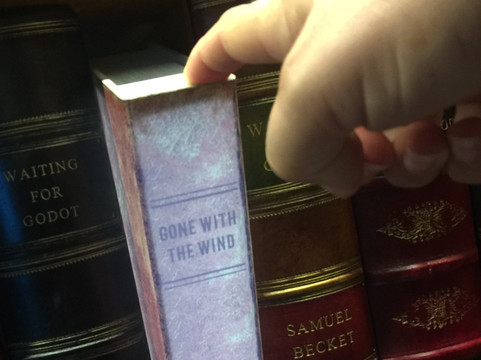 WAITING
FOR
GODOT
GONE WITH
THE WIND
SAMUEL
BECKET